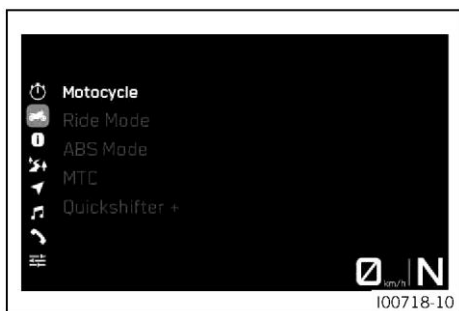 Motocycle
Ride Mode
ABS Mode
MTC
Quickshifter +
0 km/h N
I00718-10